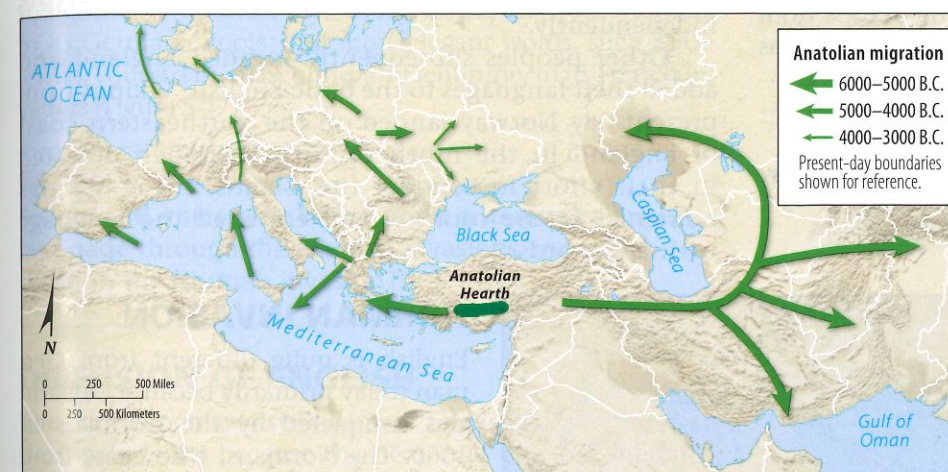 ATLANTIC
OCEAN
Anatolian migration
6000–5000 B.C.
5000–4000 B.C.
4000–3000 B.C.
Present-day boundaries
shown for reference.
Caspian Sea
Black Sea
Anatolian
Hearth
Mediterranean Sea
N
0 250 500 Miles
0 250 500 Kilometers
Gulf of
Oman